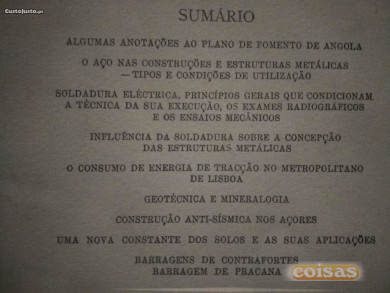 CustoJusto.pt
SUMÁRIO
ALGUMAS ANOTAÇÕES AO PLANO DE FOMENTO DE ANGOLA
O AÇO NAS CONSTRUÇÕES E ESTRUTURAS METÁLICAS
—TIPOS E CONDIÇÕES DE UTILIZAÇÃO
SOLDADURA ELÉCTRICA, PRINCÍPIOS GERAIS QUE CONDICIONAM
A TÉCNICA DA SUA EXECUÇÃO, OS EXAMES RADIOGRÁFICOS
E OS ENSAIOS MECÂNICOS
INFLUÊNCIA DA SOLDADURA SOBRE A CONCEPÇÃO
DAS ESTRUTURAS METÁLICAS
O CONSUMO DE ENERGIA DE TRACÇÃO NO METROPOLITANO
DE LISBOA
GEOTÉCNICA E MINERALOGIA
CONSTRUÇÃO ANTI-SÍSMICA NOS AÇORES
UMA NOVA CONSTANTE DOS SOLOS E AS SUAS APLICAÇÕES
BARRAGENS DE CONTRAFORTES
BARRAGEM DE PRACANA
coisas